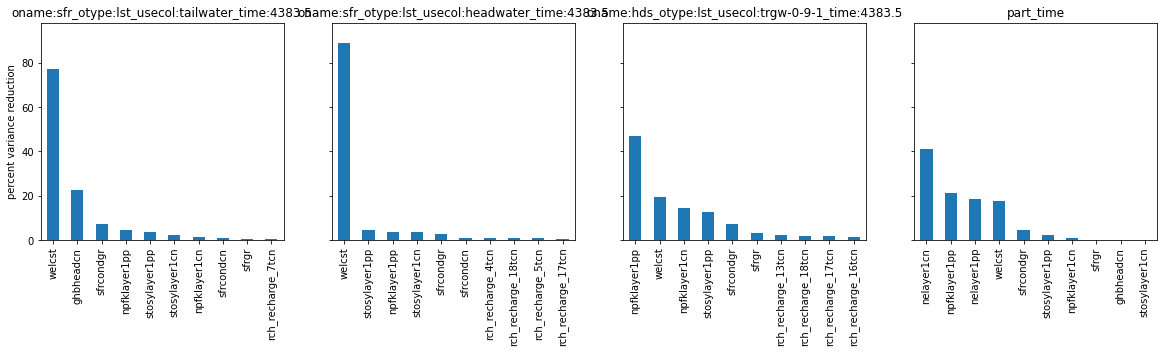 oname:sfr_otype:lst_usecol:tailwater_time:4383.5
oname:sfr_otype:lst_usecol:headwater_time:4383.5
oname:hds_otype:lst_usecol:trgw-0-9-1_time:4383.5
part_time
percent variance reduction
80
60
40
20
0
welcst
ghbheadcn
sfrcondgr
npfklayer1pp
stosylayer1pp
stosylayer1cn
npfklayer1cn
sfrcondcn
sfrgr
rch_recharge_7tcn
welcst
stosylayer1pp
npfklayer1pp
stosylayer1cn
sfrcondgr
sfrcondcn
rch_recharge_4tcn
rch_recharge_18tcn
rch_recharge_5tcn
rch_recharge_17tcn
npfklayer1pp
welcst
npfklayer1cn
stosylayer1pp
sfrcondgr
sfrgr
rch_recharge_13tcn
rch_recharge_18tcn
rch_recharge_17tcn
rch_recharge_16tcn
nelayer1cn
npfklayer1pp
nelayer1pp
welcst
sfrcondgr
stosylayer1pp
npfklayer1cn
sfrgr
ghbheadcn
stosylayer1cn